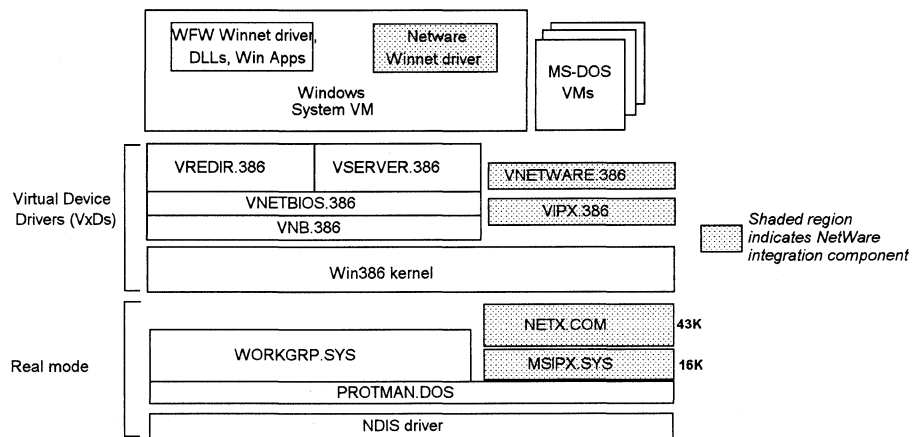 WFW Winnet driver,
DLLs, Win Apps
Netware
Winnet driver
Windows
System VM
MS-DOS
VMs
Virtual Device
Drivers (VxDs)
VREDIR.386
VSERVER.386
VNETWARE.386
VNETBIOS.386
VIPX.386
VNB.386
Win386 kernel
Shaded region
indicates NetWare
integration component
Real mode
NETX.COM
43K
WORKGRP.SYS
MSIPX.SYS
16K
PROTMAN.DOS
NDIS driver